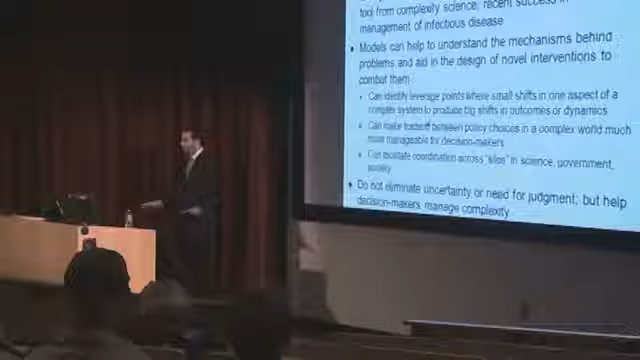 tool from complexity science; recent success in
management of infectious disease
• Models can help to understand the mechanisms behind
problems and aid in the design of novel interventions to
combat them
• Can identify leverage points where small shifts in one aspect of a
complex system to produce big shifts in outcomes or dynamics
• Can make tradeoff between policy choices in a complex world much
more manageable for decision-makers
• Can facilitate coordination across "silos" in science, government,
society
• Do not eliminate uncertainty or need for judgment; but help
decision-makers manage complexity